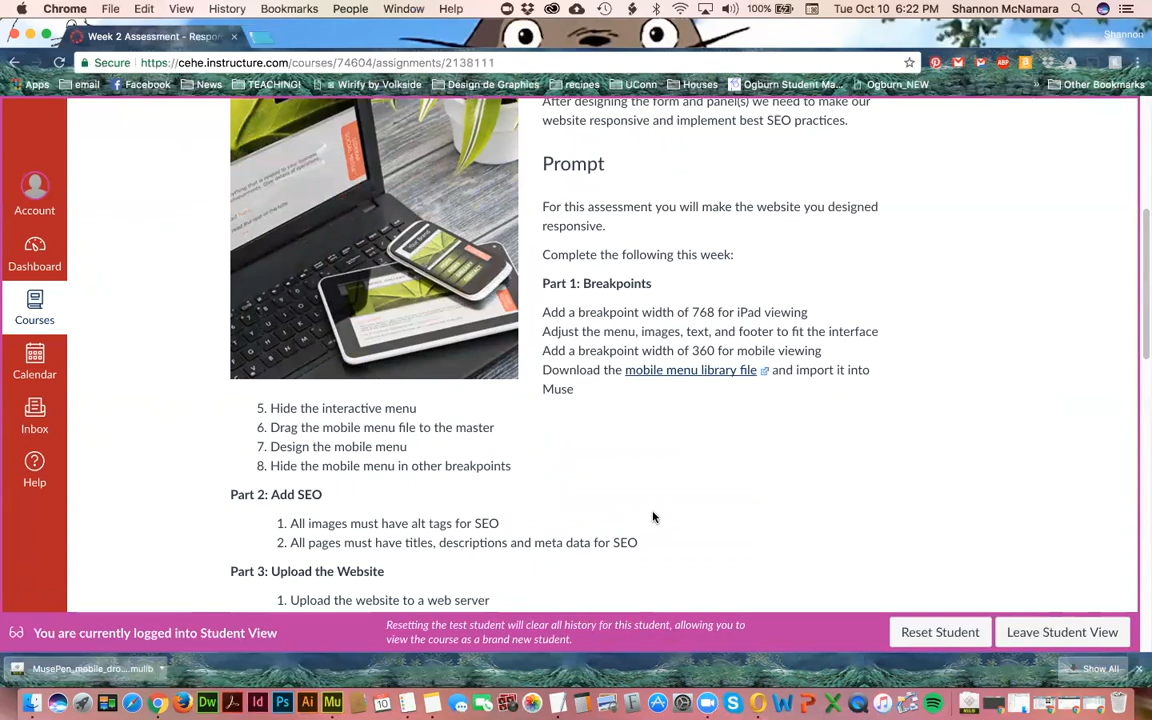 Chrome File Edit View History Bookmarks People Window Help 100% Tue Oct 10 6:22 PM Shannon McNamara
Week 2 Assessment - Respo Shannon
Secure https://cehe.instructure.com/courses/74604/assignments/2138111
Apps email Facebook News TEACHING! Wirify by Volkside Design de Graphics recipes UConn Houses Ogburn Student Ma... Ogburn_NEW » Other Bookmarks
After designing the form and panel(s) we need to make our
website responsive and implement best SEO practices.
Prompt
For this assessment you will make the website you designed
responsive.
Complete the following this week:
Part 1: Breakpoints
Add a breakpoint width of 768 for iPad viewing
Adjust the menu, images, text, and footer to fit the interface
Add a breakpoint width of 360 for mobile viewing
Download the mobile menu library file and import it into
Muse
5. Hide the interactive menu
6. Drag the mobile menu file to the master
7. Design the mobile menu
8. Hide the mobile menu in other breakpoints
Part 2: Add SEO
1. All images must have alt tags for SEO
2. All pages must have titles, descriptions and meta data for SEO
Part 3: Upload the Website
1. Upload the website to a web server
Account
Dashboard
Courses
Calendar
Inbox
Help
You are currently logged into Student View
Resetting the test student will clear all history for this student, allowing you to
view the course as a brand new student.
Reset Student Leave Student View
MusePen_mobile_dro....mulib Show All
Dw Id Ps Ai Mu 10 W P X